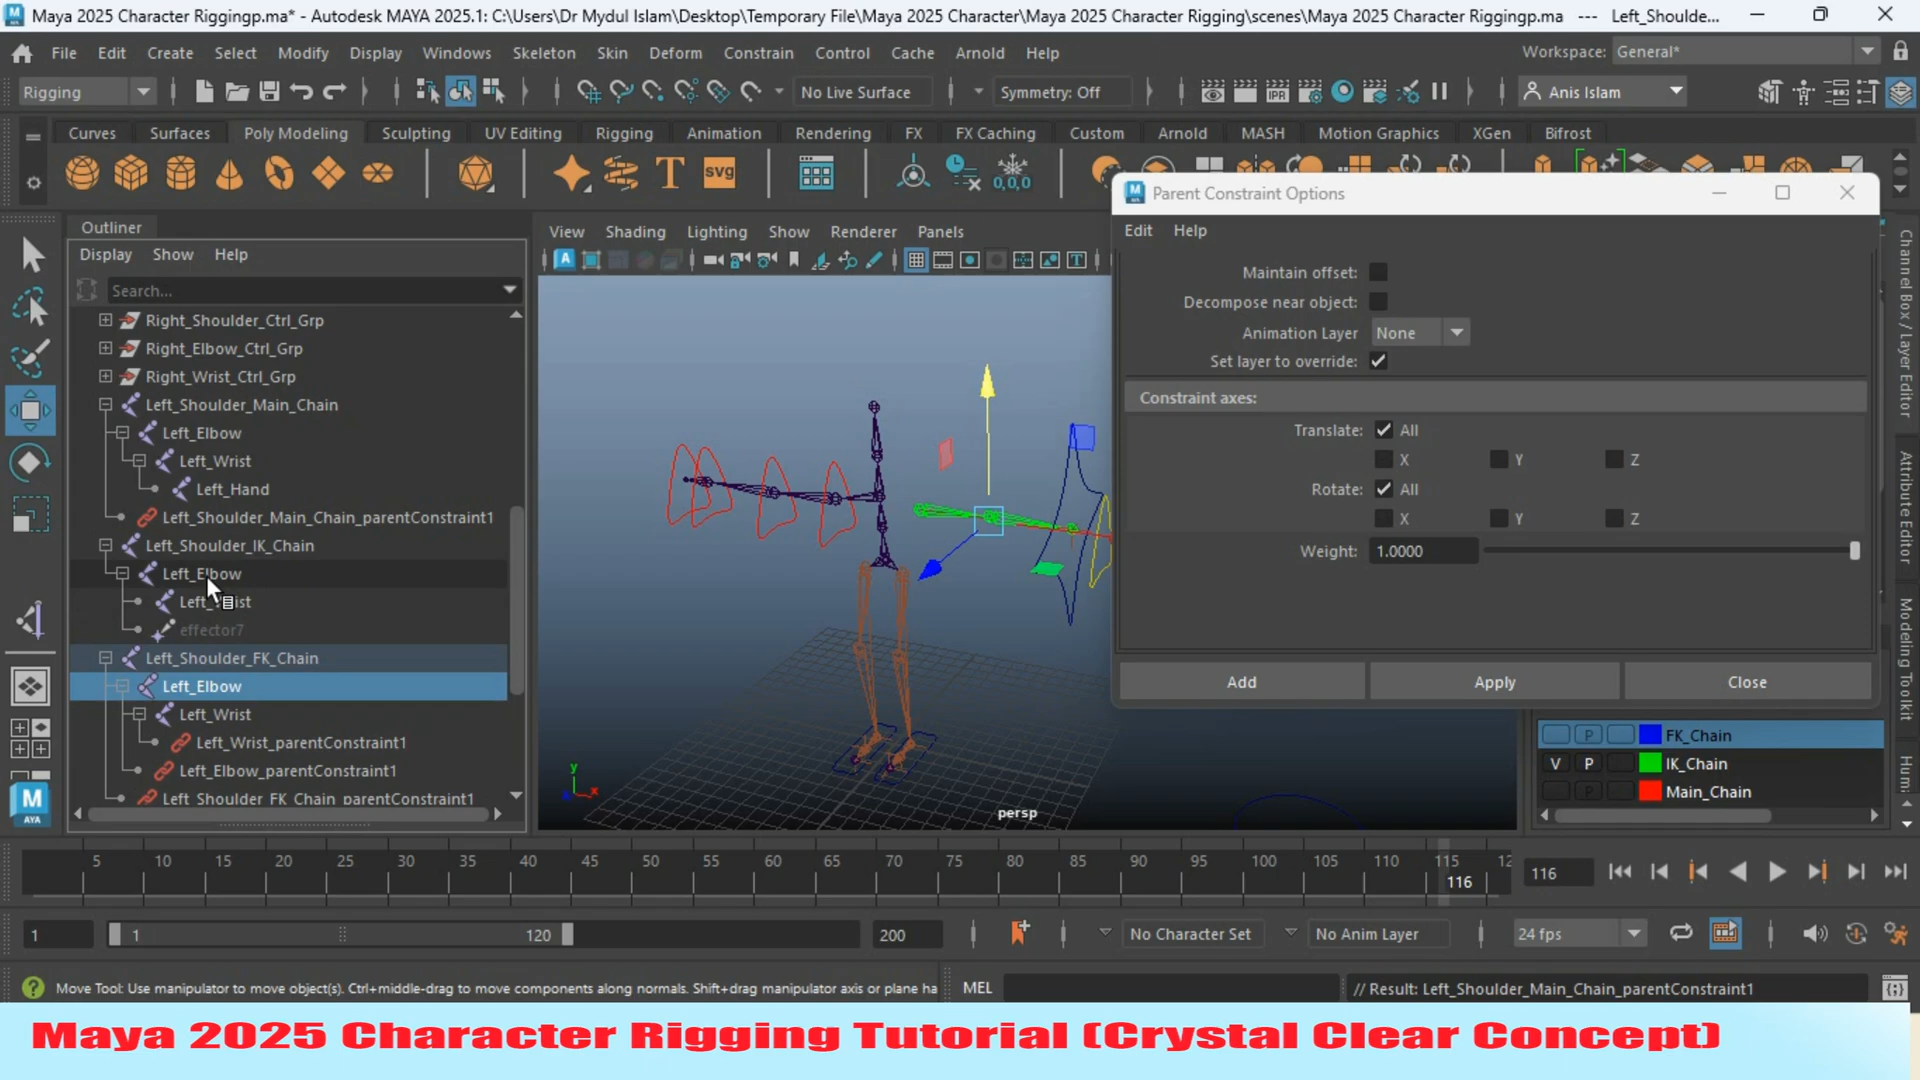 Maya 2025 Character Riggingp.ma* - Autodesk MAYA 2025.1: C:\Users\Dr Mydul Islam\Desktop\Temporary File\Maya 2025 Character\Maya 2025 Character Rigging\scenes\Maya 2025 Character Riggingp.ma --- Left_Shoulde...
File Edit Create Select Modify Display Windows Skeleton Skin Deform Constrain Control Cache Arnold Help
Workspace: General*
Rigging
No Live Surface
Symmetry: Off
IPR
Anis Islam
Curves Surfaces Poly Modeling Sculpting UV Editing Rigging Animation Rendering FX FX Caching Custom Arnold MASH Motion Graphics XGen Bifrost
T
SVG
0,0,0
Outliner
Display Show Help
Search...
Right_Shoulder_Ctrl_Grp
Right_Elbow_Ctrl_Grp
Right_Wrist_Ctrl_Grp
Left_Shoulder_Main_Chain
Left_Elbow
Left_Wrist
Left_Hand
Left_Shoulder_Main_Chain_parentConstraint1
Left_Shoulder_IK_Chain
Left_Elbow
effector7
Left_Shoulder_FK_Chain
Left_Elbow
Left_Wrist
Left_Wrist_parentConstraint1
Left_Elbow_parentConstraint1
Left_Shoulder_FK_Chain_parentConstraint1
View Shading Lighting Show Renderer Panels
y
x
persp
Parent Constraint Options
Edit Help
Maintain offset:
Decompose near object:
Animation Layer None
Set layer to override:
Constraint axes:
Translate: All
X Y Z
Rotate: All
X Y Z
Weight: 1.0000
Add Apply Close
Channel Box / Layer Editor
Attribute Editor
Modeling Toolkit
P FK_Chain
V P IK_Chain
P Main_Chain
M
AYA
5 10 15 20 25 30 35 40 45 50 55 60 65 70 75 80 85 90 95 100 105 110 115 12
116
116
1 1 120 200
No Character Set
No Anim Layer
24 fps
Move Tool: Use manipulator to move object(s). Ctrl+middle-drag to move components along normals. Shift+drag manipulator axis or plane ha
MEL
// Result: Left_Shoulder_Main_Chain_parentConstraint1
Maya 2025 Character Rigging Tutorial (Crystal Clear Concept)